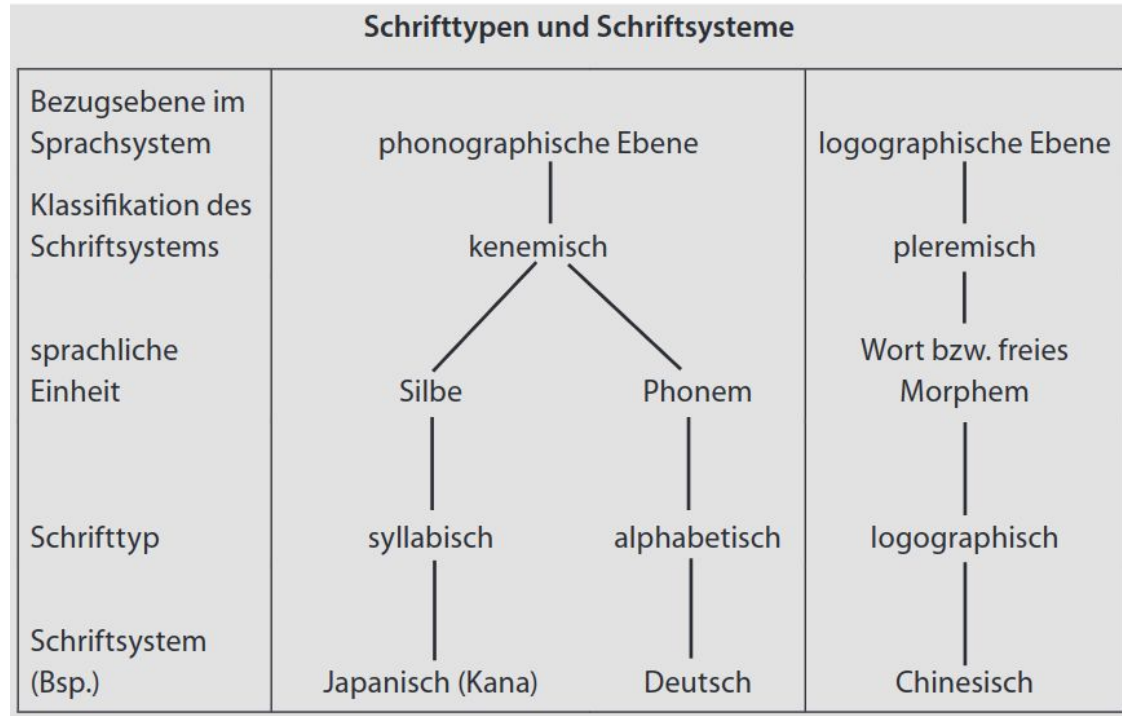 Schrifttypen und Schriftsysteme
Bezugsebene im
Sprachsystem phonographische Ebene logographische Ebene
Klassifikation des
Schriftsystems kenemisch pleremisch
sprachliche Wort bzw. freies
Einheit Silbe Phonem Morphem
Schrifttyp syllabisch alphabetisch logographisch
Schriftsystem
(Bsp.) Japanisch (Kana) Deutsch Chinesisch